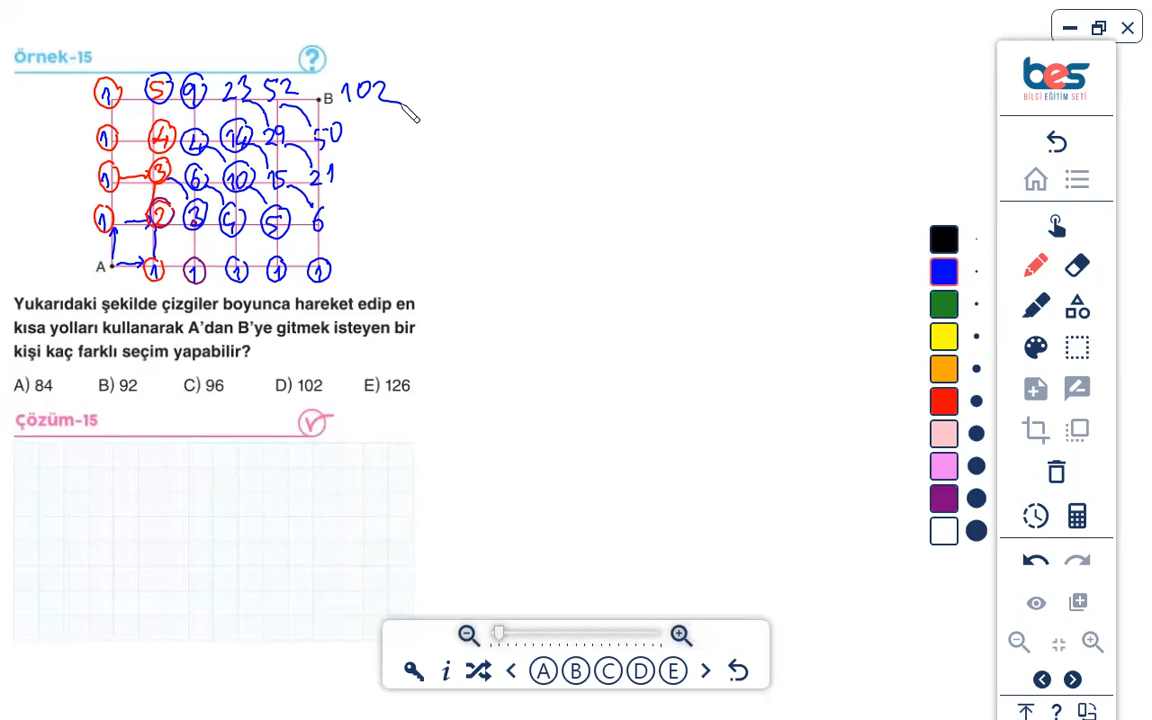 Örnek-15
?
1 5 9 23 52 B 102
1 4 4 14 29 50
1 3 6 10 15 21
1 2 3 4 5 6
A 1 1 1 1 1
Yukarıdaki şekilde çizgiler boyunca hareket edip en
kısa yolları kullanarak A'dan B'ye gitmek isteyen bir
kişi kaç farklı seçim yapabilir?
A) 84 B) 92 C) 96 D) 102 E) 126
Çözüm-15
bes
BİLGİ EĞİTİM SETİ
i A B C D E
?